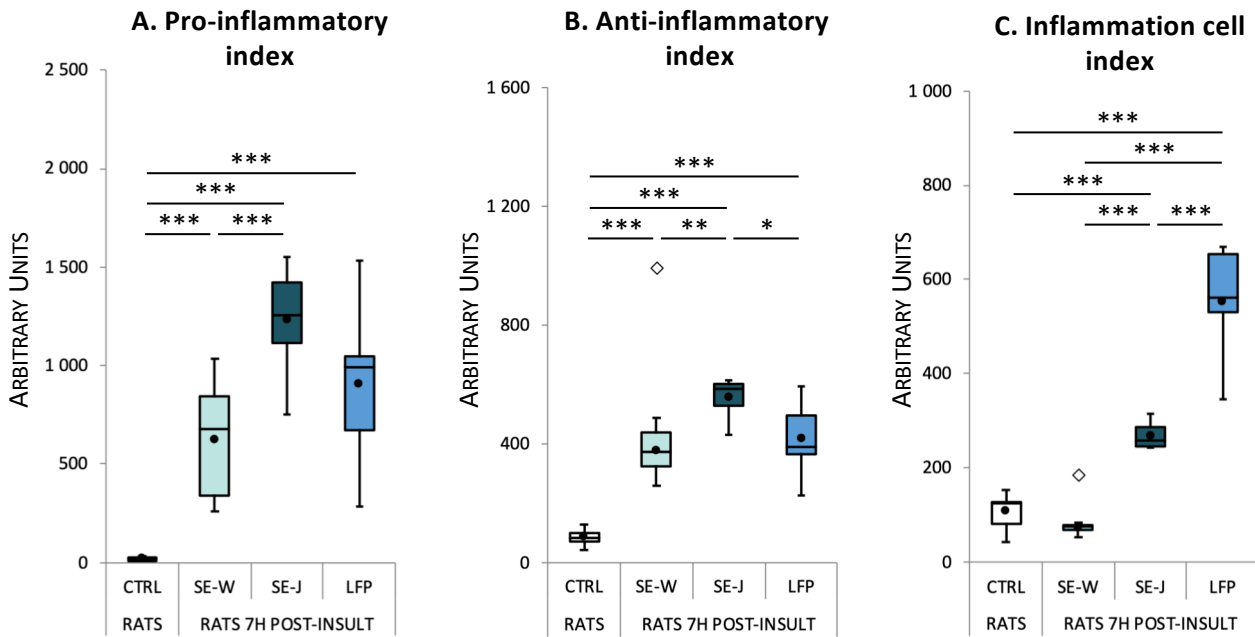 A. Pro-inflammatory
index
ARBITRARY UNITS
2 500
2 000
1 500
1 000
500
0
***
***
*** ***
CTRL SE-W SE-J LFP
RATS RATS 7H POST-INSULT
B. Anti-inflammatory
index
ARBITRARY UNITS
1 600
1 200
800
400
0
***
***
*** ** *
CTRL SE-W SE-J LFP
RATS RATS 7H POST-INSULT
C. Inflammation cell
index
ARBITRARY UNITS
1 000
800
600
400
200
0
***
***
***
*** ***
CTRL SE-W SE-J LFP
RATS RATS 7H POST-INSULT